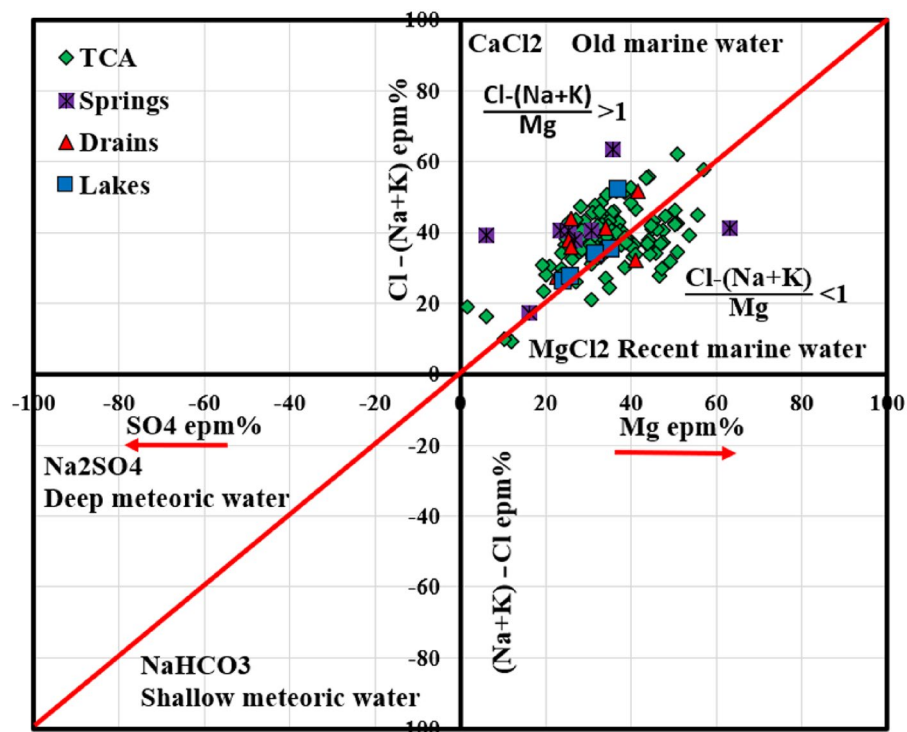 100
CaCl2 Old marine water
TCA
Springs
Drains
Lakes
80
60
40
20
0
Cl-(Na+K) epm%
Cl-(Na+K)
Mg
>1
Cl-(Na+K)
Mg
<1
MgCl2 Recent marine water
-100
-80
-60
-40
-20
0
20
40
60
80
100
SO4 epm%
Mg epm%
Na2SO4
Deep meteoric water
-20
-40
-60
-80
-100
(Na+K) -Cl epm%
NaHCO3
Shallow meteoric water